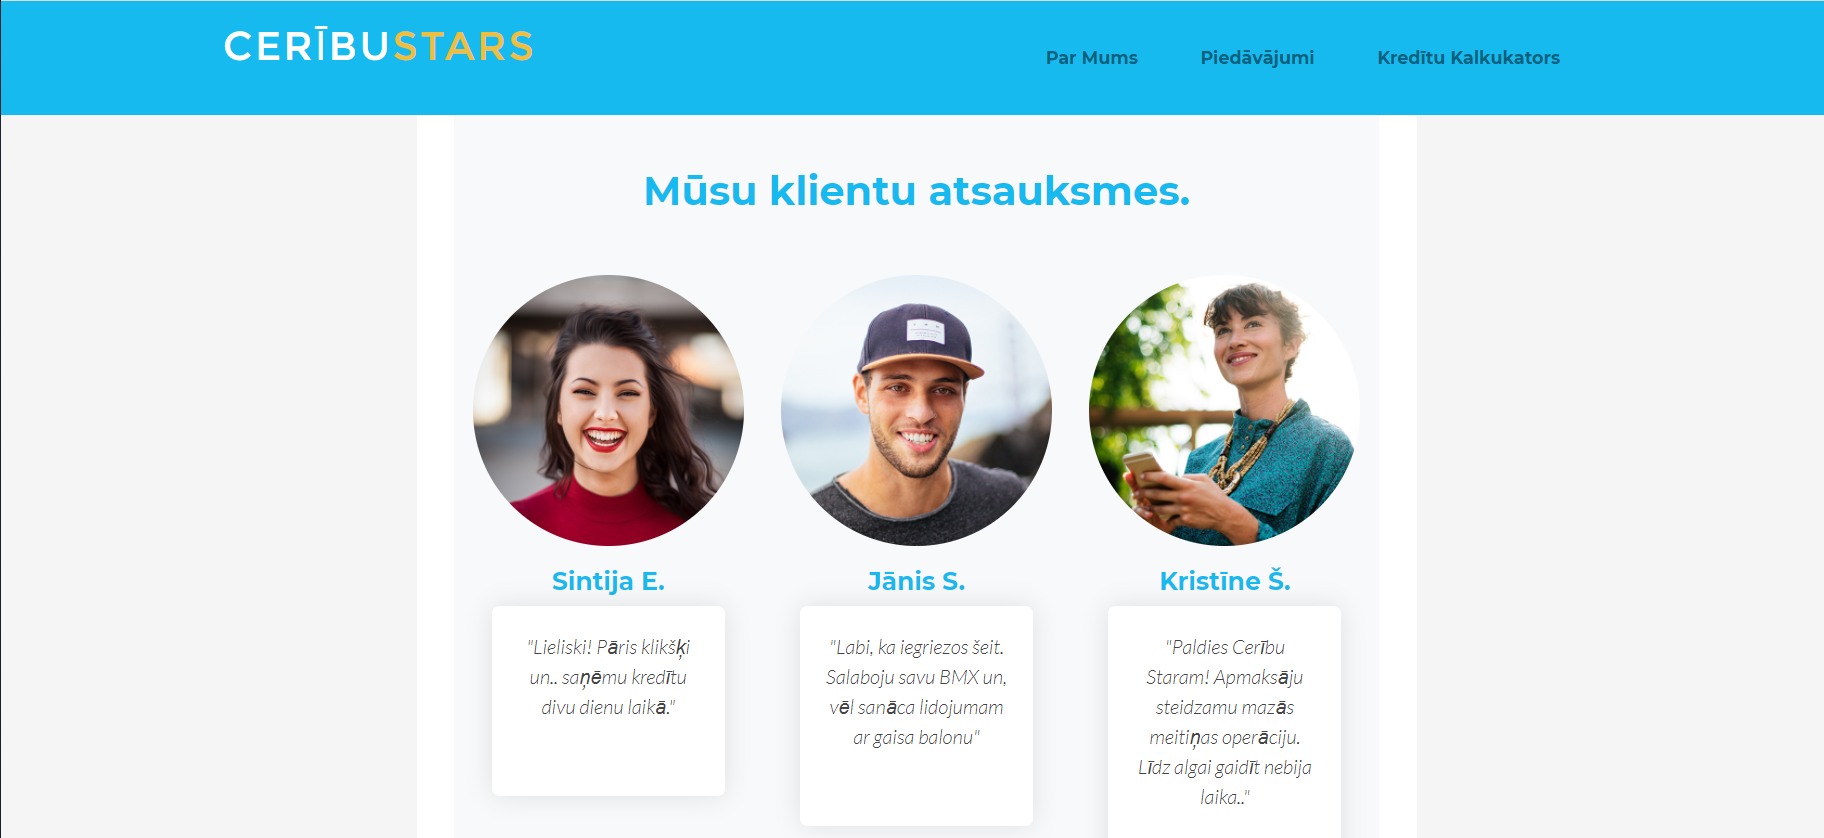 CERĪBUSTARS
Par Mums
Piedāvājumi
Kredītu Kalkukators
Mūsu klientu atsauksmes.
Sintija E.
"Lieliski! Pāris klikšķi
un.. saņēmu kredītu
divu dienu laikā."
Jānis S.
"Labi, ka iegriezos šeit.
Salaboju savu BMX un,
vēl sanāca lidojumam
ar gaisa balonu"
Kristīne Š.
"Paldies Cerību
Staram! Apmaksāju
steidzamu mazās
meitiņas operāciju.
Līdz algai gaidīt nebija
laika.."